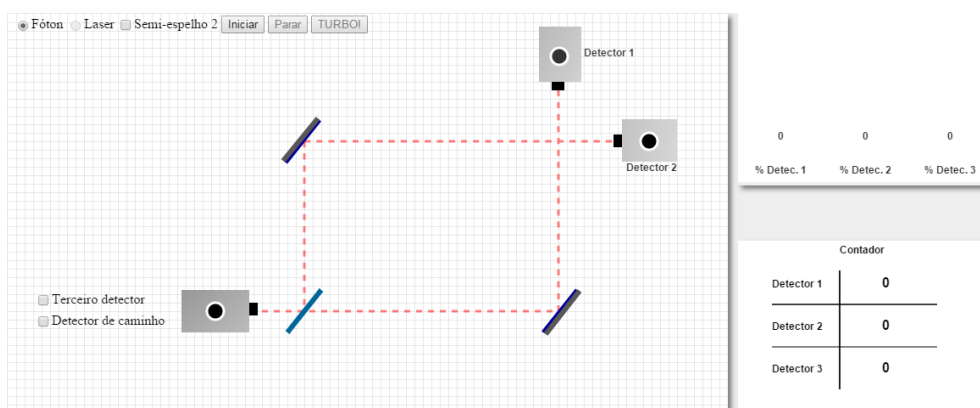 Fóton Laser Semi-espelho 2 Iniciar Parar TURBO!
Detector 1
Detector 2
Terceiro detector
Detector de caminho
0 0 0
% Detec. 1 % Detec. 2 % Detec. 3
Contador
Detector 1 0
Detector 2 0
Detector 3 0